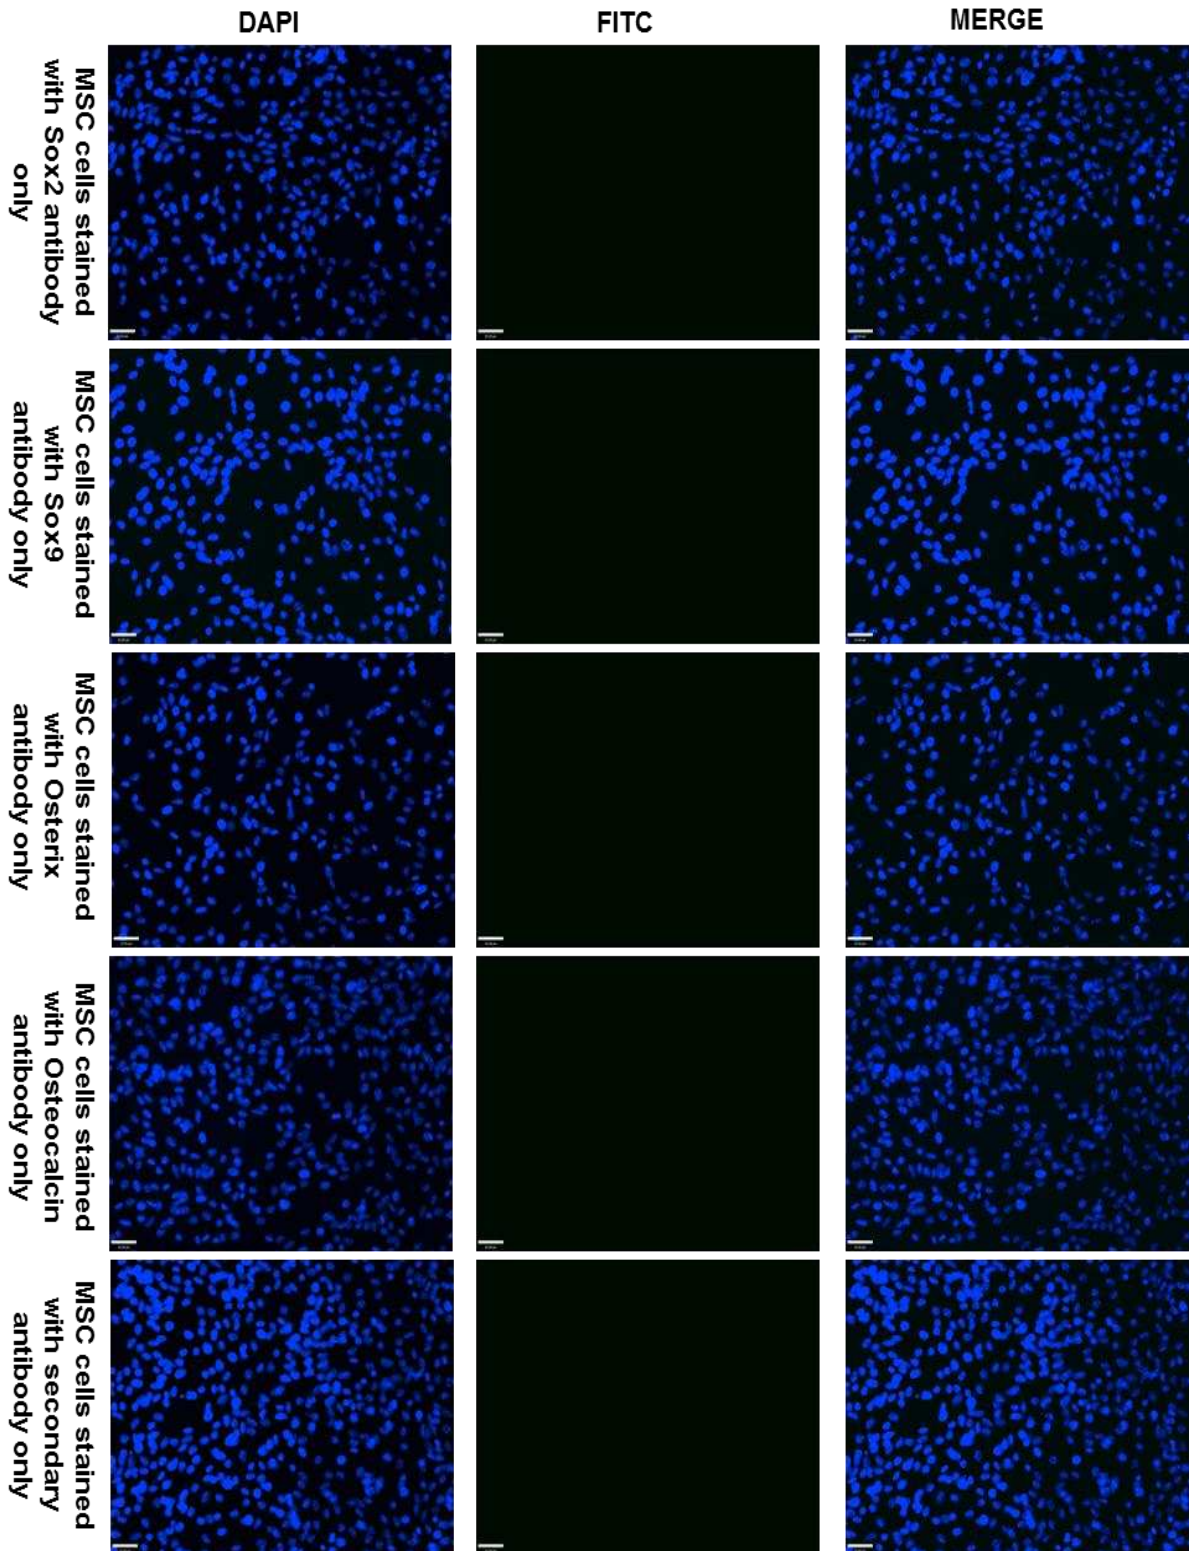 DAPI
FITC
MERGE
MSC cells stained
with Sox2 antibody
only
MSC cells stained
with Sox9
antibody only
MSC cells stained
with Osterix
antibody only
MSC cells stained
with Osteocalcin
antibody only
MSC cells stained
with secondary
antibody only